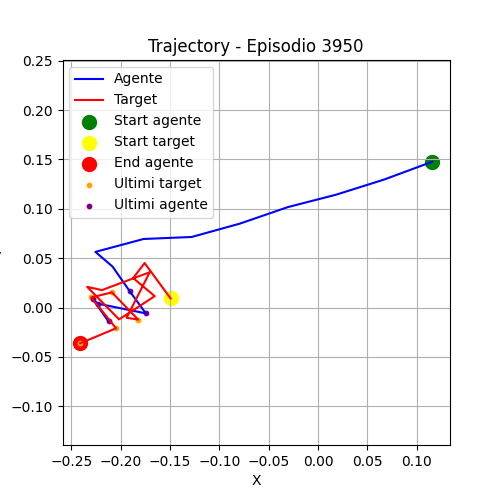 Trajectory - Episodio 3950
0.25
0.20
0.15
0.10
0.05
0.00
−0.05
−0.10
Agente
Target
Start agente
Start target
End agente
Ultimi target
Ultimi agente
−0.25 −0.20 −0.15 −0.10 −0.05 0.00 0.05 0.10
X